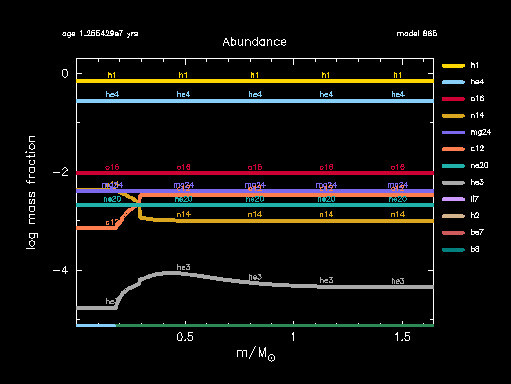 age 1.266429e7 yrs
model 865
Abundance
log mass fraction
0
−2
−4
0.5
1
1.5
m/M⊙
h1 h1 h1 h1 h1
he4 he4 he4 he4 he4
o16 o16 o16 o16 o16
mg24 mg24 mg24 mg24
ne20 ne20 ne20 ne20 ne20
c12
n14 n14 n14 n14
he3 he3 he3 he3 he3
h1
he4
o16
n14
mg24
c12
ne20
he3
li7
h2
be7
b8